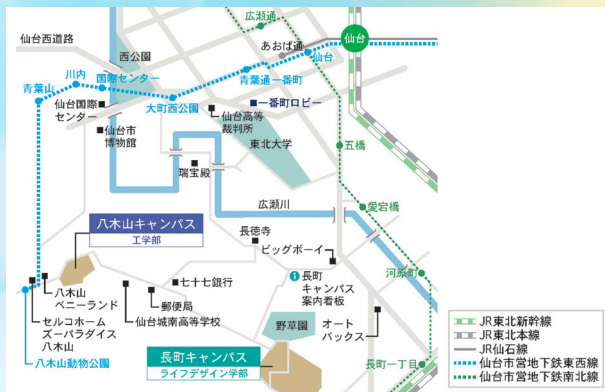 広瀬通
仙台
仙台西道路
西公園
あおば通
仙台
川内
国際センター
青葉山
青葉通一番町
仙台国際
センター
大町西公園
一番町ロビー
仙台高等
裁判所
仙台市
博物館
東北大学
五橋
瑞宝殿
広瀬川
愛宕橋
八木山キャンパス
工学部
長徳寺
ビッグボーイ
河原町
長町
キャンパス
案内看板
七十七銀行
八木山
ベニーランド
郵便局
セルコホーム
ズーパラダイス
八木山
仙台城南高等学校
野草園
オート
バックス
八木山動物公園
長町キャンパス
ライフデザイン学部
長町一丁目
JR東北新幹線
JR東北本線
JR仙石線
仙台市営地下鉄東西線
仙台市営地下鉄南北線